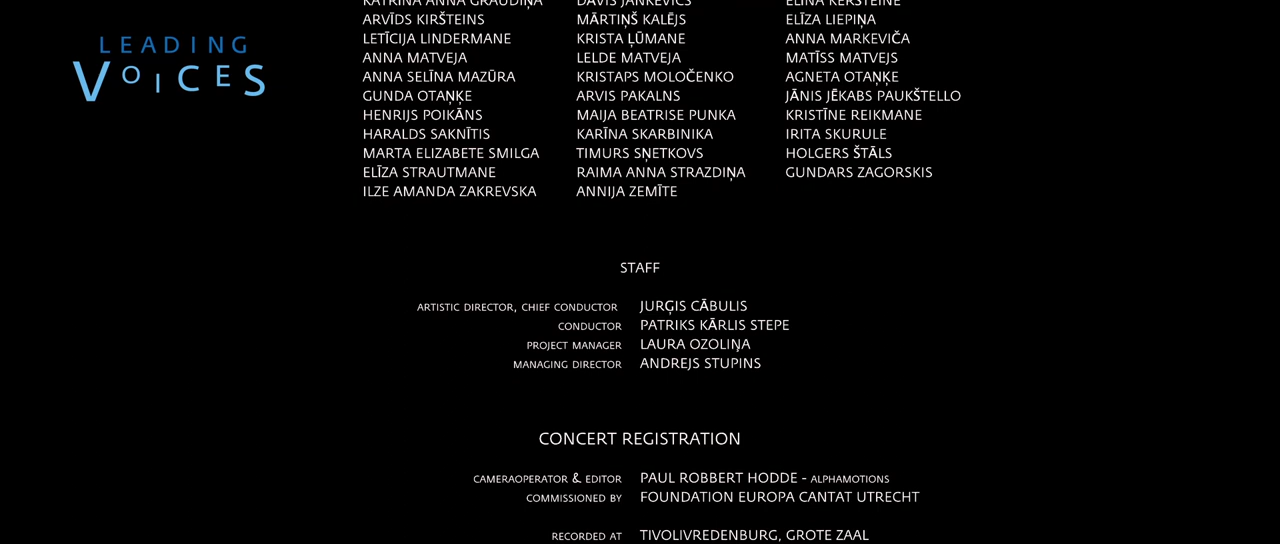 LEADING
VOICES
KATRĪNA ANNA GRAUDIŅA DĀVIS JANKEVICS ELĪNA ĶERŠTEINE
ARVĪDS KIRŠTEINS MĀRTIŅŠ KALĒJS ELĪZA LIEPIŅA
LETĪCIJA LINDERMANE KRISTA ĻŪMANE ANNA MARKEVIČA
ANNA MATVEJA LELDE MATVEJA MATĪSS MATVEJS
ANNA SELĪNA MAZŪRA KRISTAPS MOLOČENKO AGNETA OTAŅĶE
GUNDA OTAŅĶE ARVIS PAKALNS JĀNIS JĒKABS PAUKŠTELLO
HENRIJS POIKĀNS MAIJA BEATRISE PUNKA KRISTĪNE REIKMANE
HARALDS SAKNĪTIS KARĪNA SKARBINIKA IRITA SKURULE
MARTA ELIZABETE SMILGA TIMURS SŅETKOVS HOLGERS ŠTĀLS
ELĪZA STRAUTMANE RAIMA ANNA STRAZDIŅA GUNDARS ZAGORSKIS
ILZE AMANDA ZAKREVSKA ANNIJA ZEMĪTE
STAFF
ARTISTIC DIRECTOR, CHIEF CONDUCTOR JURĢIS CĀBULIS
CONDUCTOR PATRIKS KĀRLIS STEPE
PROJECT MANAGER LAURA OZOLIŅA
MANAGING DIRECTOR ANDREJS STUPINS
CONCERT REGISTRATION
CAMERAOPERATOR & EDITOR PAUL ROBBERT HODDE - ALPHAMOTIONS
COMMISSIONED BY FOUNDATION EUROPA CANTAT UTRECHT
RECORDED AT TIVOLIVREDENBURG, GROTE ZAAL